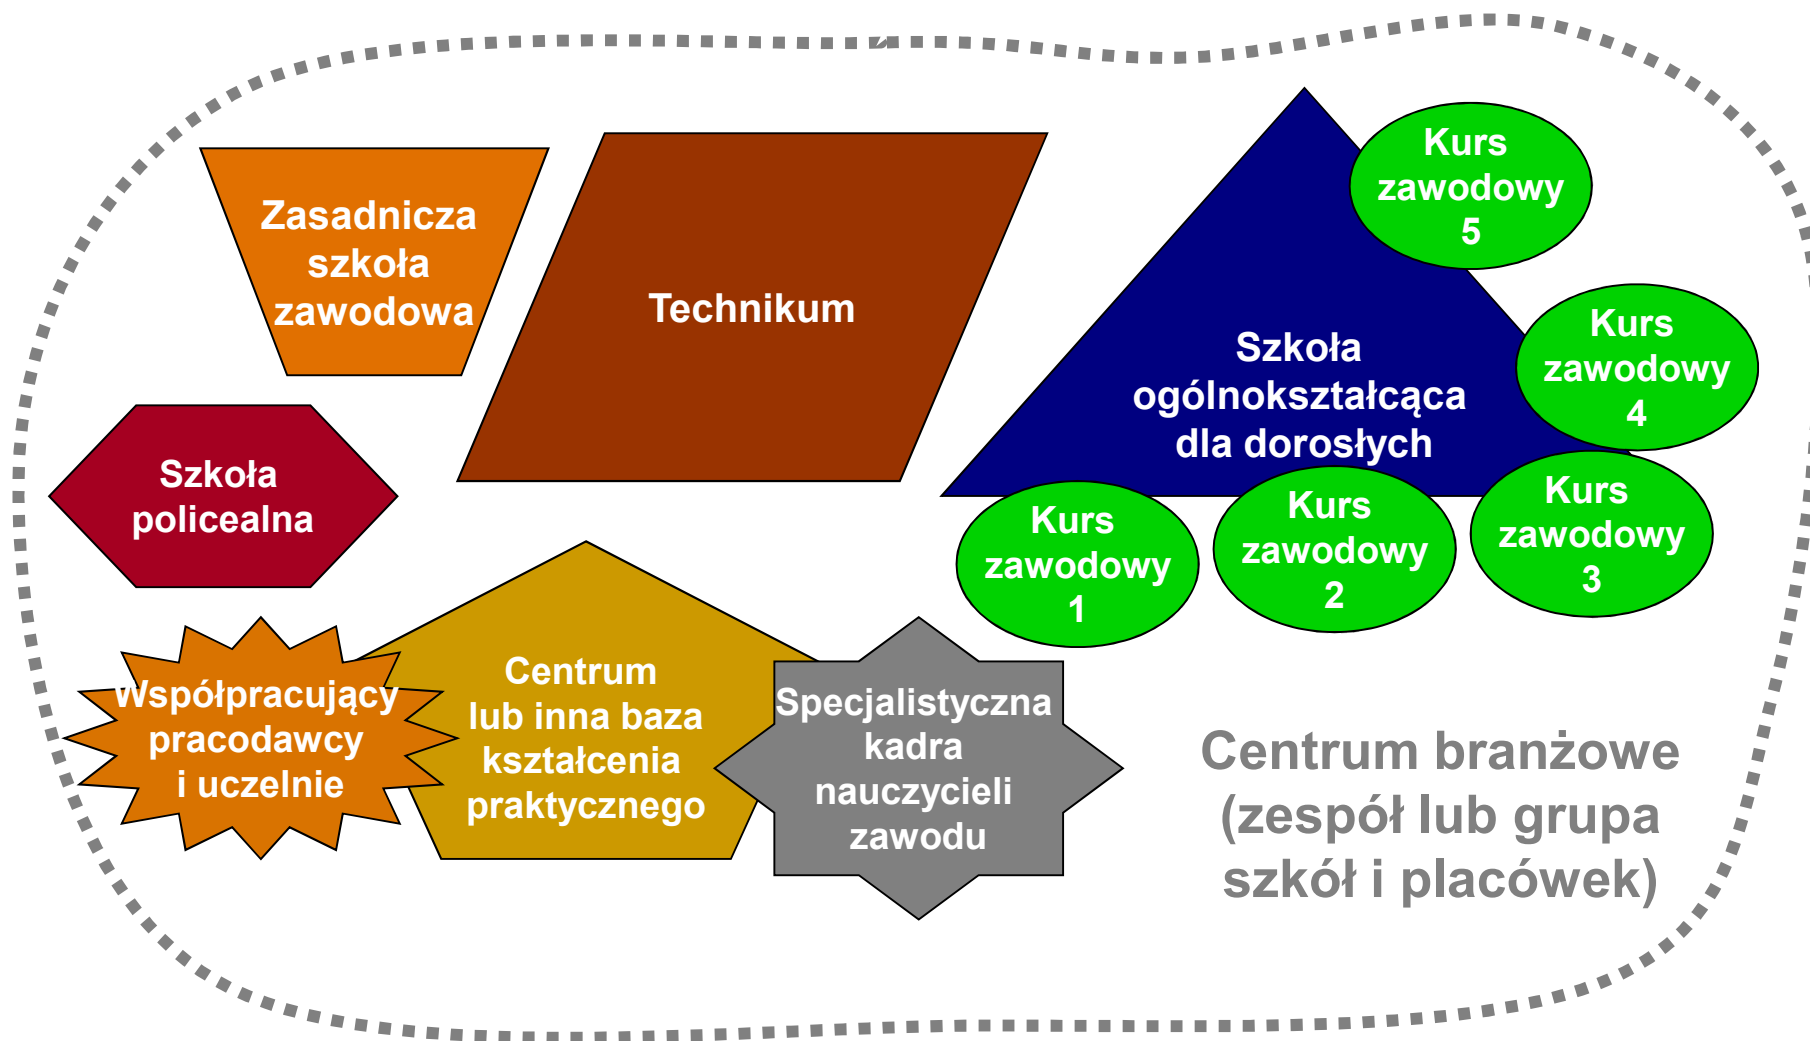 Zasadnicza
szkoła
zawodowa
Technikum
Kurs
zawodowy
5
Szkoła
ogólnokształcąca
dla dorosłych
Kurs
zawodowy
4
Szkoła
policealna
Kurs
zawodowy
1
Kurs
zawodowy
2
Kurs
zawodowy
3
Współpracujący
pracodawcy
i uczelnie
Centrum
lub inna baza
kształcenia
praktycznego
Specjalistyczna
kadra
nauczycieli
zawodu
Centrum branżowe
(zespół lub grupa
szkół i placówek)